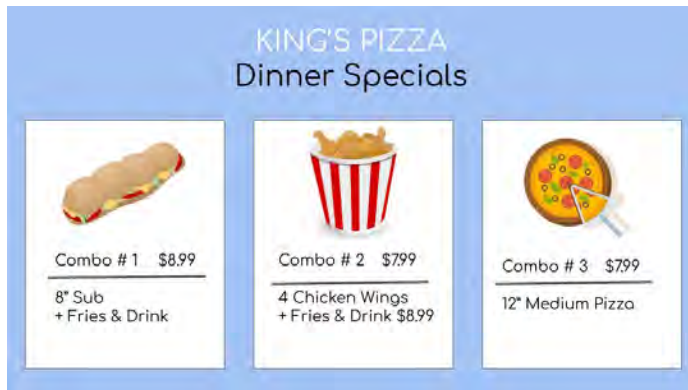 KING'S PIZZA
Dinner Specials
Combo # 1 $8.99
8" Sub
+ Fries & Drink
Combo # 2 $7.99
4 Chicken Wings
+ Fries & Drink $8.99
Combo # 3 $7.99
12" Medium Pizza